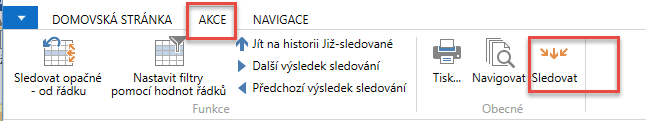 DOMOVSKÁ STRÁNKA AKCE NAVIGACE
Sledovat opačné
- od řádku
Nastavit filtry
pomocí hodnot řádků
Jít na historii Již-sledované
Další výsledek sledování
Předchozí výsledek sledování
Funkce
Tisk...
Navigovat
Sledovat
Obecné